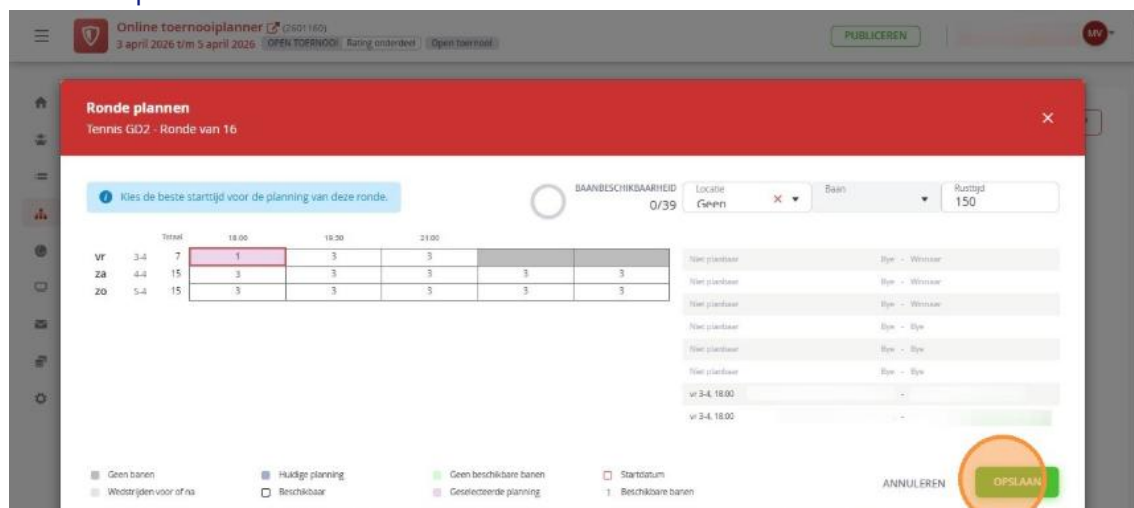 Online toernooiplanner (2601160)
3 april 2026 t/m 5 april 2026 OPEN TOERNOOI Rating onderdeel Open toernooi
PUBLICEREN
MV
Ronde plannen
Tennis GD2 - Ronde van 16
Kies de beste starttijd voor de planning van deze ronde.
BAANBESCHIKBAARHEID
0/39
Locatie
Geen
Baan
Rusttijd
150
Totaal 18.00 19.30 21.00
vr 3-4 7 1 3 3
za 4-4 15 3 3 3 3 3
zo 5-4 15 3 3 3 3 3
Niet planbaar Bye - Winnaar
Niet planbaar Bye - Winnaar
Niet planbaar Bye - Winnaar
Niet planbaar Bye - Bye
Niet planbaar Bye - Bye
Niet planbaar Bye - Bye
vr 3-4, 18.00 -
vr 3-4, 18.00 -
Geen banen Huidige planning Geen beschikbare banen Startdatum
Wedstrijden voor of na Beschikbaar Geselecteerde planning 1 Beschikbare banen
ANNULEREN OPSLAAN